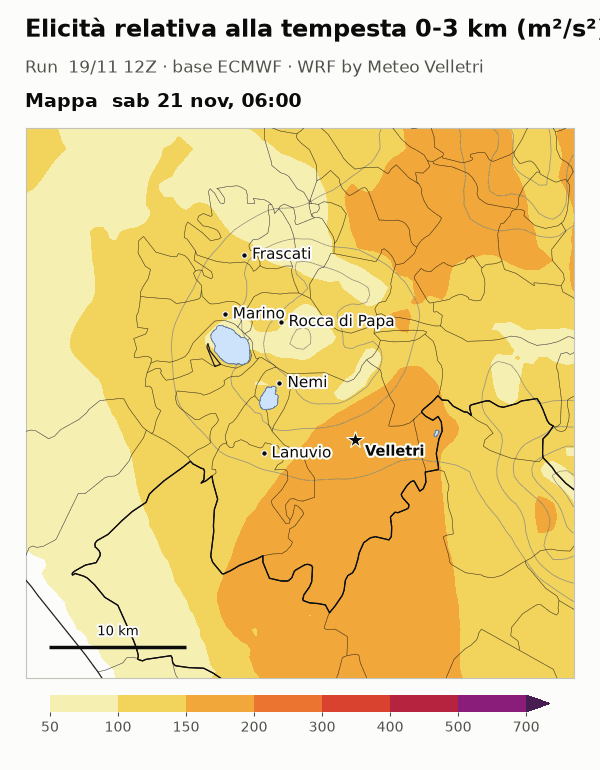 Elicità relativa alla tempesta 0-3 km (m²/s²)
Run 19/11 12Z · base ECMWF · WRF by Meteo Velletri
Mappa sab 21 nov, 06:00
Frascati
Marino
Rocca di Papa
Nemi
Velletri
Lanuvio
10 km
50 100 150 200 300 400 500 700